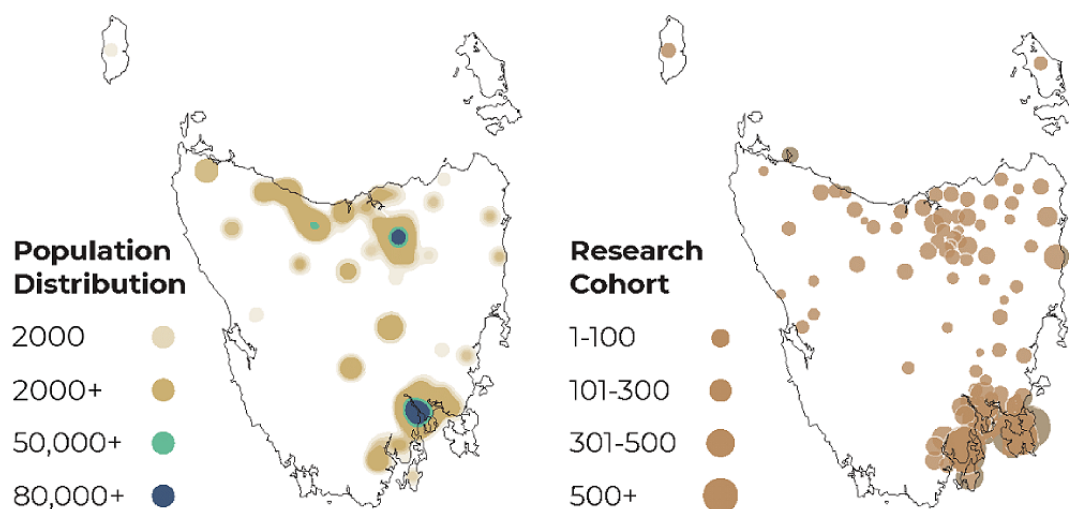 Population
Distribution
2000
2000+
50,000+
80,000+
Research
Cohort
1-100
101-300
301-500
500+